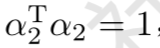 α₂ᵀα₂ = 1,